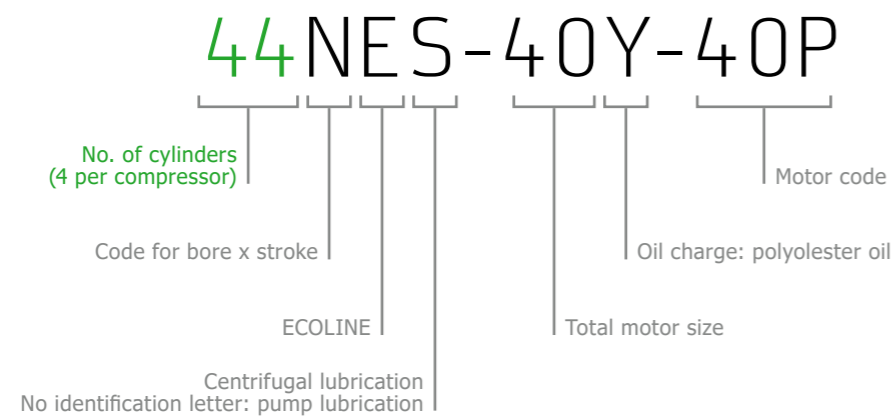 44NES-40Y-40P
No. of cylinders
(4 per compressor)
Motor code
Code for bore x stroke
Oil charge: polyolester oil
ECOLINE
Total motor size
Centrifugal lubrication
No identification letter: pump lubrication